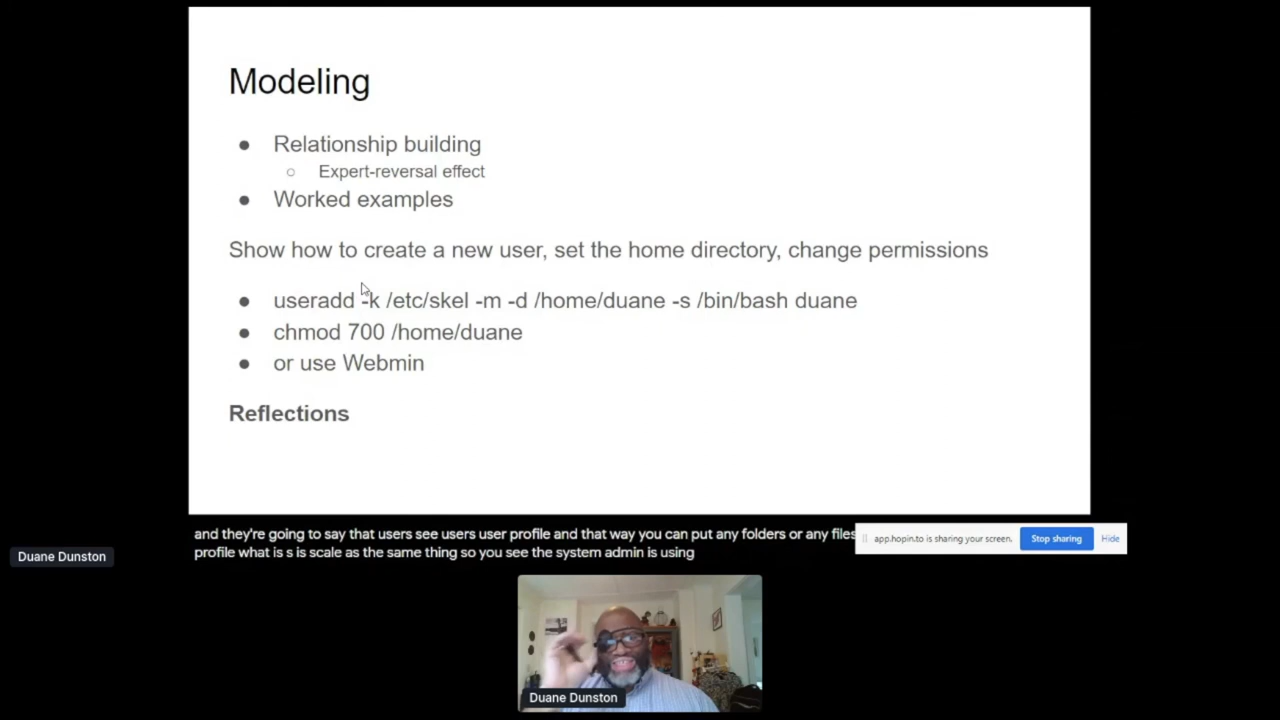 Modeling
Relationship building
Expert-reversal effect
Worked examples
Show how to create a new user, set the home directory, change permissions
useradd -k /etc/skel -m -d /home/duane -s /bin/bash duane
chmod 700 /home/duane
or use Webmin
Reflections
and they're going to say that users see users user profile and that way you can put any folders or any files
profile what is s is scale as the same thing so you see the system admin is using
app.hopin.to is sharing your screen.
Stop sharing
Hide
Duane Dunston
Duane Dunston